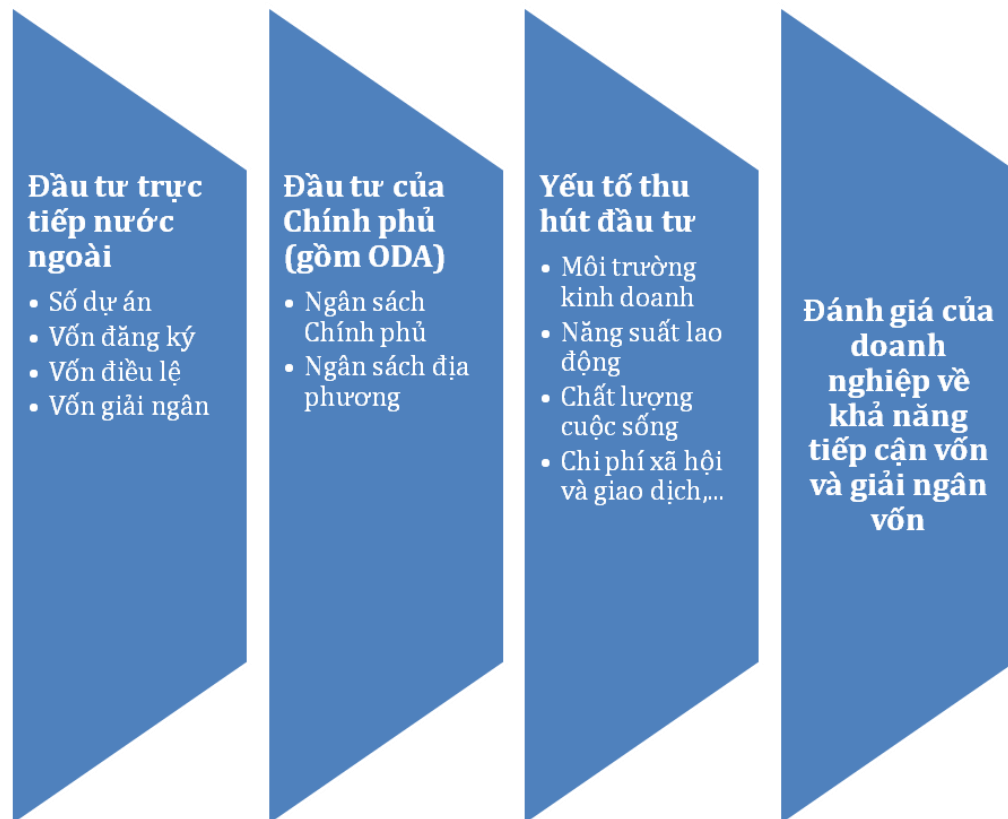 Đầu tư trực
tiếp nước
ngoài
• Số dự án
• Vốn đăng ký
• Vốn điều lệ
• Vốn giải ngân
Đầu tư của
Chính phủ
(gồm ODA)
• Ngân sách
Chính phủ
• Ngân sách địa
phương
Yếu tố thu
hút đầu tư
• Môi trường
kinh doanh
• Năng suất lao
động
• Chất lượng
cuộc sống
• Chi phí xã hội
và giao dịch,...
Đánh giá của
doanh
nghiệp về
khả năng
tiếp cận vốn
và giải ngân
vốn